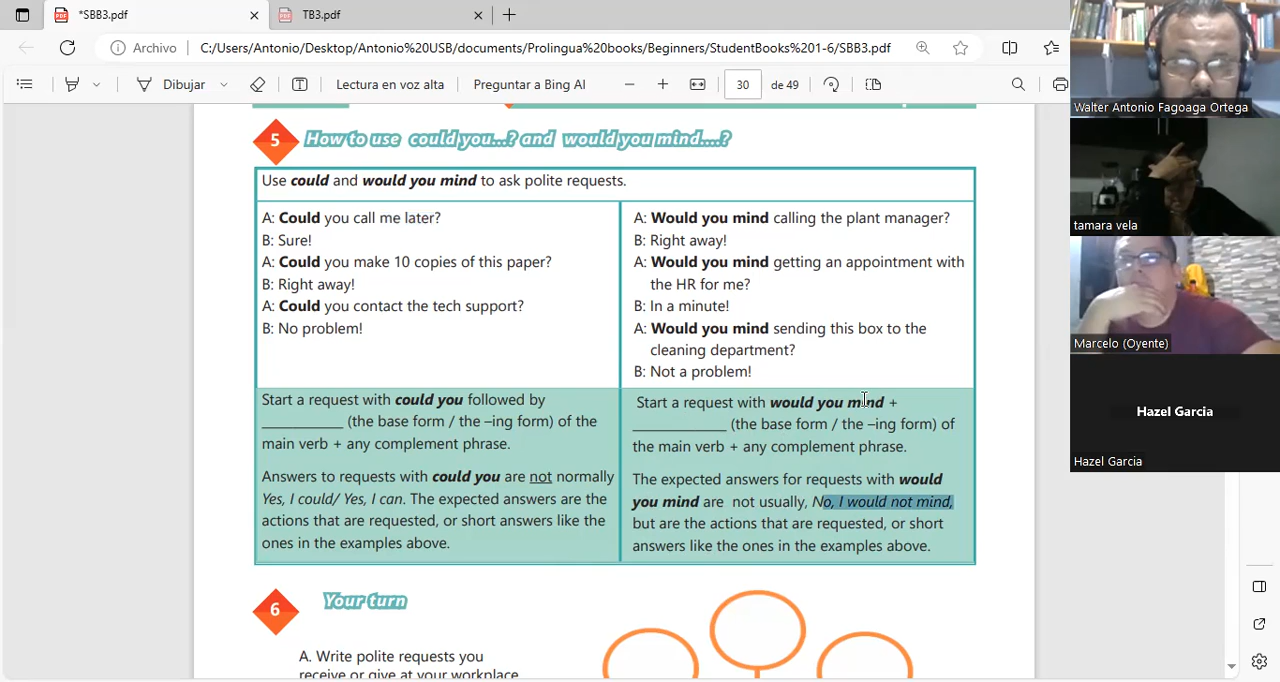 *SBB3.pdf
TB3.pdf
Archivo
C:/Users/Antonio/Desktop/Antonio%20USB/documents/Prolingua%20books/Beginners/StudentBooks%201-6/SBB3.pdf
Dibujar
Lectura en voz alta
Preguntar a Bing AI
30
de 49
5
How to use could you...? and would you mind....?
Use could and would you mind to ask polite requests.
A: Could you call me later?
B: Sure!
A: Could you make 10 copies of this paper?
B: Right away!
A: Could you contact the tech support?
B: No problem!
A: Would you mind calling the plant manager?
B: Right away!
A: Would you mind getting an appointment with
the HR for me?
B: In a minute!
A: Would you mind sending this box to the
cleaning department?
B: Not a problem!
Start a request with could you followed by
____________ (the base form / the –ing form) of the
main verb + any complement phrase.
Answers to requests with could you are not normally
Yes, I could/ Yes, I can. The expected answers are the
actions that are requested, or short answers like the
ones in the examples above.
Start a request with would you mind +
______________ (the base form / the –ing form) of
the main verb + any complement phrase.
The expected answers for requests with would
you mind are not usually, No, I would not mind,
but are the actions that are requested, or short
answers like the ones in the examples above.
6
Your turn
A. Write polite requests you
receive or give at your workplace
Walter Antonio Fagoaga Ortega
tamara vela
Marcelo (Oyente)
Hazel Garcia
Hazel Garcia